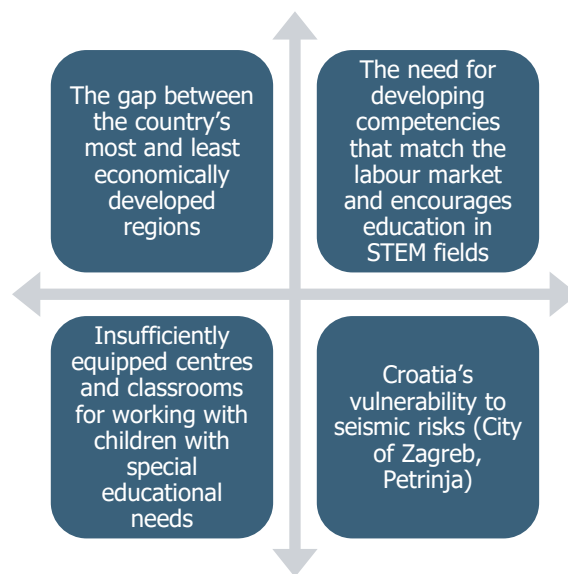 The gap between
the country’s
most and least
economically
developed
regions
The need for
developing
competencies
that match the
labour market
and encourages
education in
STEM fields
Insufficiently
equipped centres
and classrooms
for working with
children with
special
educational
needs
Croatia’s
vulnerability to
seismic risks (City
of Zagreb,
Petrinja)